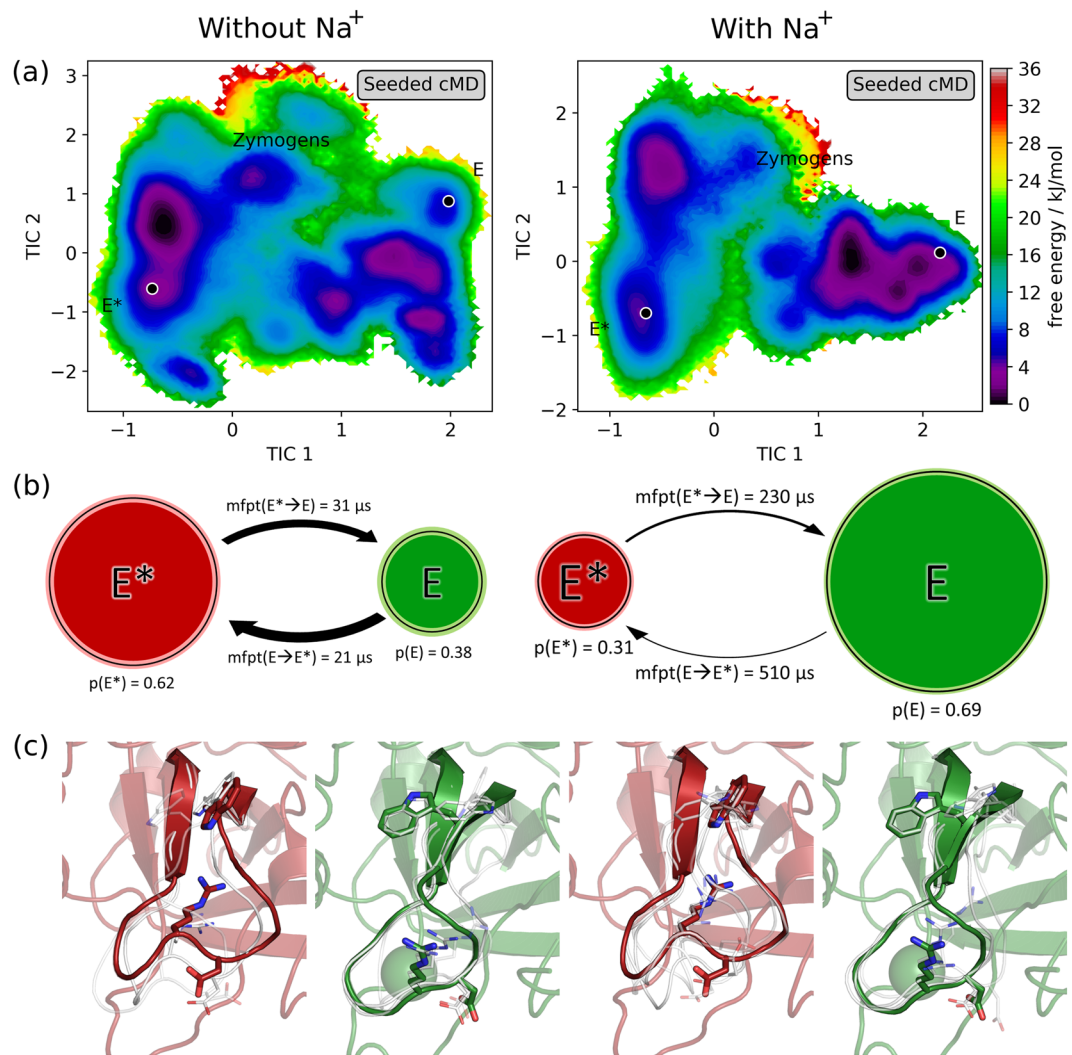 Without Na+
With Na+
(a)
Seeded cMD
Zymogens
E
E*
3
2
1
0
−1
−2
TIC 2
−1
0
1
2
TIC 1
Seeded cMD
Zymogens
E
E*
2
1
0
−1
−2
TIC 2
−1
0
1
2
TIC 1
36
32
28
24
20
16
12
8
4
0
free energy / kJ/mol
(b)
mfpt(E*→E) = 31 μs
E*
E
mfpt(E→E*) = 21 μs
p(E*) = 0.62
p(E) = 0.38
mfpt(E*→E) = 230 μs
E*
E
p(E*) = 0.31
mfpt(E→E*) = 510 μs
p(E) = 0.69
(c)